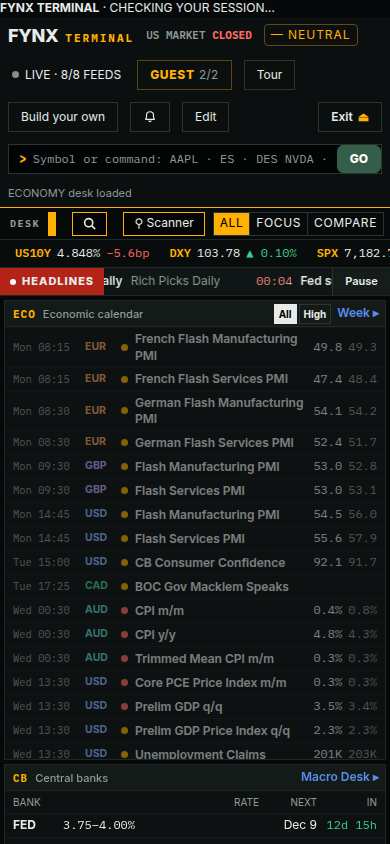 FYNX TERMINAL · CHECKING YOUR SESSION...
FYNX TERMINAL US MARKET CLOSED — NEUTRAL
LIVE · 8/8 FEEDS GUEST 2/2 Tour
Build your own Edit Exit ⏏
> Symbol or command: AAPL · ES · DES NVDA · GO
ECONOMY desk loaded
DESK Scanner ALL FOCUS COMPARE
US10Y 4.848% -5.6bp DXY 103.78 ▲ 0.10% SPX 7,182.
HEADLINES ally Rich Picks Daily 00:04 Fed s Pause
ECO Economic calendar All High Week ▸
Mon 08:15 EUR French Flash Manufacturing PMI 49.8 49.3
Mon 08:15 EUR French Flash Services PMI 47.4 48.4
Mon 08:30 EUR German Flash Manufacturing PMI 54.1 54.2
Mon 08:30 EUR German Flash Services PMI 52.4 51.7
Mon 09:30 GBP Flash Manufacturing PMI 53.0 52.8
Mon 09:30 GBP Flash Services PMI 53.0 53.1
Mon 14:45 USD Flash Manufacturing PMI 54.5 56.0
Mon 14:45 USD Flash Services PMI 55.6 57.9
Tue 15:00 USD CB Consumer Confidence 92.1 91.7
Tue 17:25 CAD BOC Gov Macklem Speaks
Wed 00:30 AUD CPI m/m 0.4% 0.8%
Wed 00:30 AUD CPI y/y 4.8% 4.3%
Wed 00:30 AUD Trimmed Mean CPI m/m 0.3% 0.3%
Wed 13:30 USD Core PCE Price Index m/m 0.3% 0.3%
Wed 13:30 USD Prelim GDP q/q 3.5% 3.4%
Wed 13:30 USD Prelim GDP Price Index q/q 2.3% 2.3%
Wed 13:30 USD Unemployment Claims 201K 203K
CB Central banks Macro Desk ▸
BANK RATE NEXT IN
FED 3.75–4.00% Dec 9 12d 15h